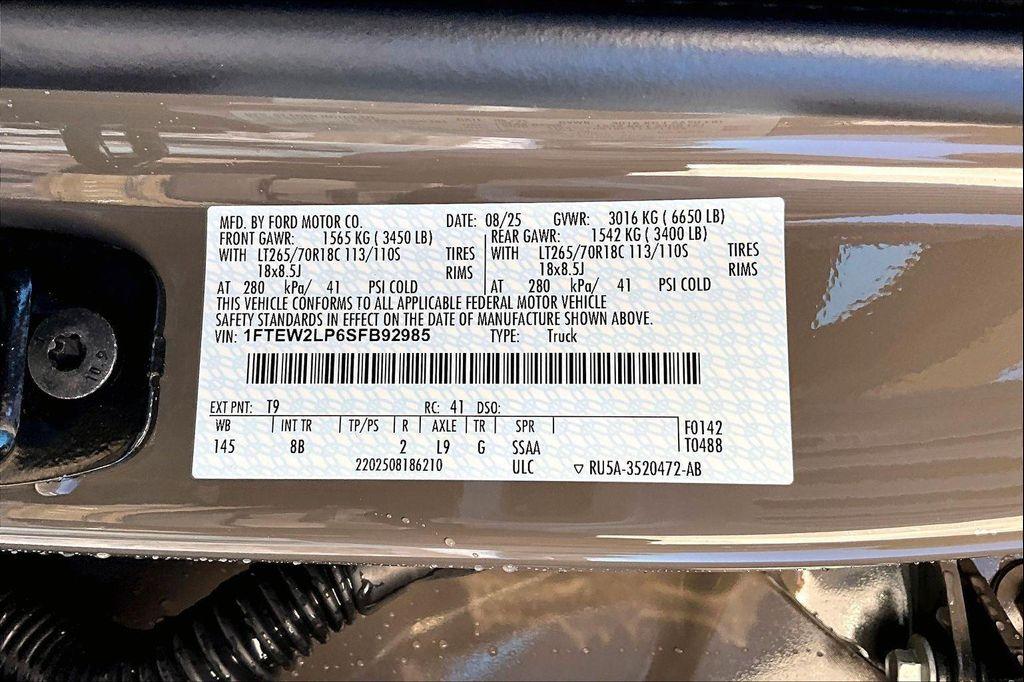 MFD. BY FORD MOTOR CO. DATE: 08/25 GVWR: 3016 KG ( 6650 LB)
FRONT GAWR: 1565 KG ( 3450 LB) REAR GAWR: 1542 KG ( 3400 LB)
WITH LT265/70R18C 113/110S TIRES WITH LT265/70R18C 113/110S TIRES
18x8.5J RIMS 18x8.5J RIMS
AT 280 kPa/ 41 PSI COLD AT 280 kPa/ 41 PSI COLD
THIS VEHICLE CONFORMS TO ALL APPLICABLE FEDERAL MOTOR VEHICLE
SAFETY STANDARDS IN EFFECT ON THE DATE OF MANUFACTURE SHOWN ABOVE.
VIN: 1FTEW2LP6SFB92985 TYPE: Truck
EXT PNT: T9 RC: 41 DSO:
WB INT TR TP/PS R AXLE TR SPR F0142
145 8B 2 L9 G SSAA T0488
2202508186210 ULC ▽ RU5A-3520472-AB
10.9